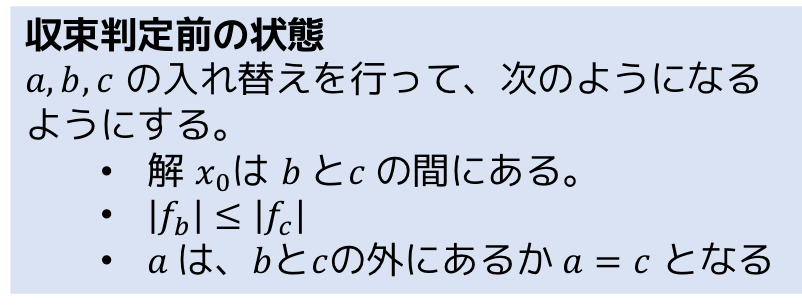 収束判定前の状態
a, b, c の入れ替えを行って、次のようになる
ようにする。
• 解 x₀は b とc の間にある。
• |f_b| ≤ |f_c|
• a は、bとcの外にあるか a = c となる